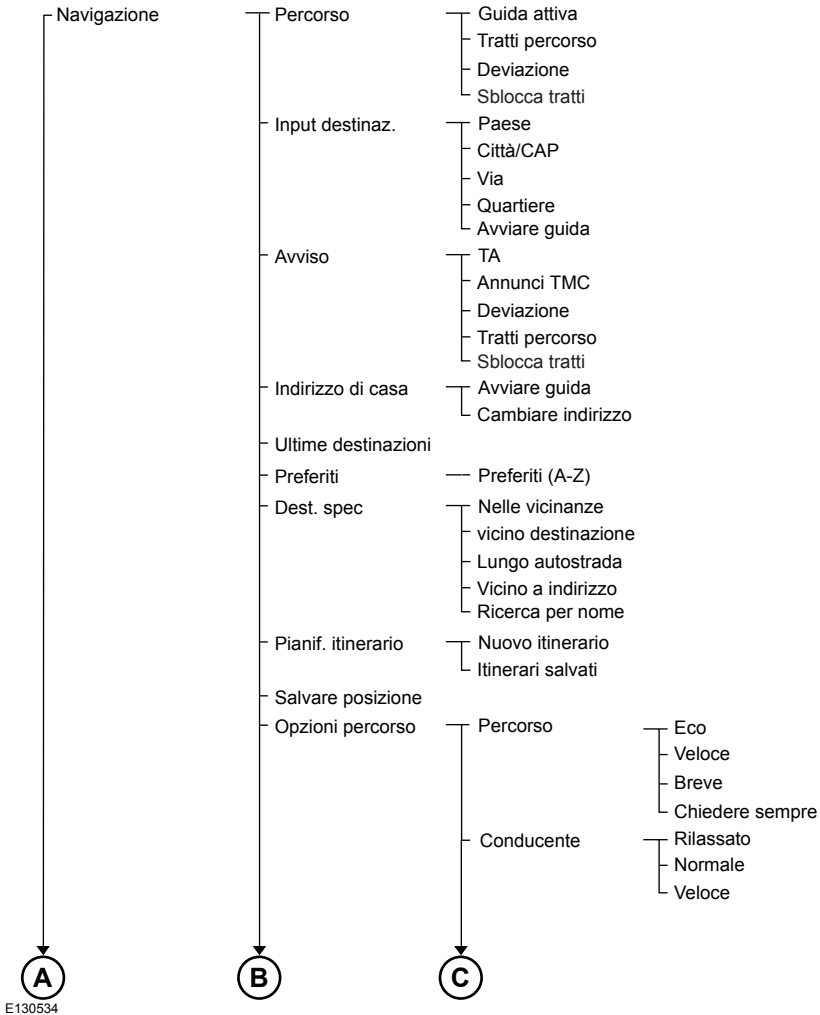 Navigazione
Percorso
Guida attiva
Tratti percorso
Deviazione
Sblocca tratti
Input destinaz.
Paese
Città/CAP
Via
Quartiere
Avviare guida
Avviso
TA
Annunci TMC
Deviazione
Tratti percorso
Sblocca tratti
Indirizzo di casa
Avviare guida
Cambiare indirizzo
Ultime destinazioni
Preferiti
Preferiti (A-Z)
Dest. spec
Nelle vicinanze
vicino destinazione
Lungo autostrada
Vicino a indirizzo
Ricerca per nome
Pianif. itinerario
Nuovo itinerario
Itinerari salvati
Salvare posizione
Opzioni percorso
Percorso
Eco
Veloce
Breve
Chiedere sempre
Conducente
Rilassato
Normale
Veloce
A
B
C
E130534